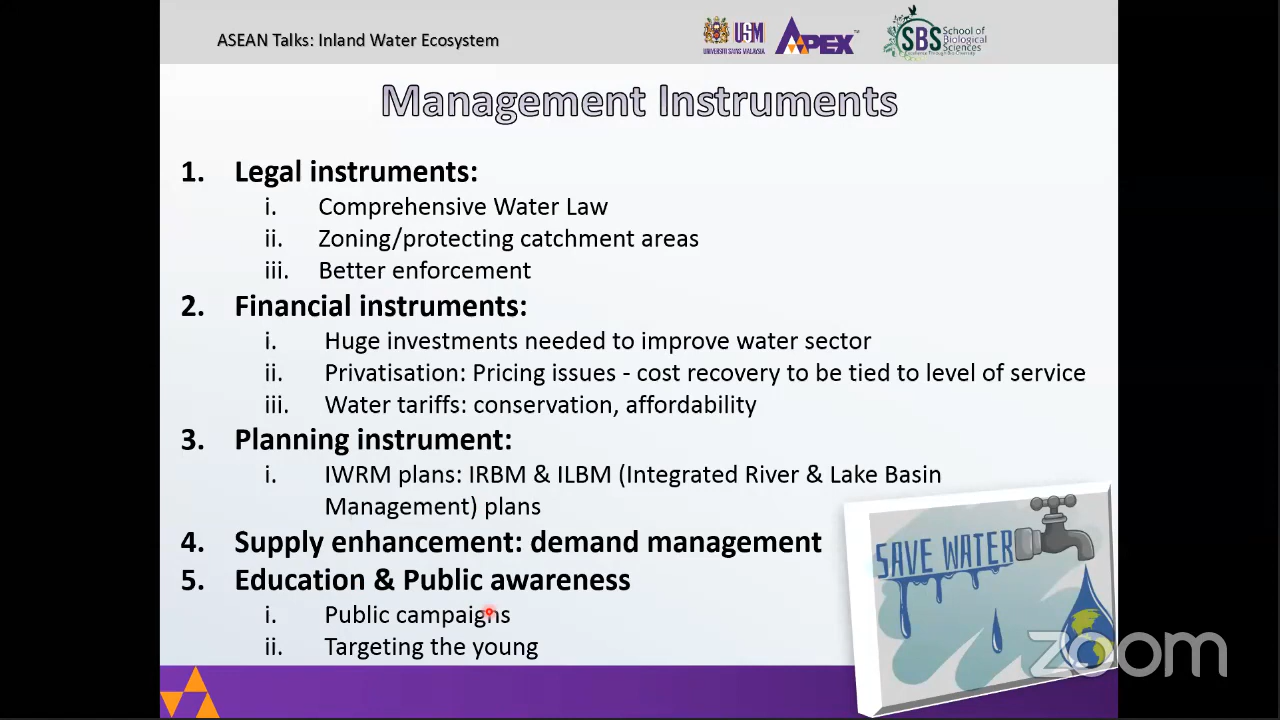 ASEAN Talks: Inland Water Ecosystem
USM
UNIVERSITI SAINS MALAYSIA
APEX
TM
SBS
School of
Biological
Sciences
Management Instruments
1. Legal instruments:
i. Comprehensive Water Law
ii. Zoning/protecting catchment areas
iii. Better enforcement
2. Financial instruments:
i. Huge investments needed to improve water sector
ii. Privatisation: Pricing issues - cost recovery to be tied to level of service
iii. Water tariffs: conservation, affordability
3. Planning instrument:
i. IWRM plans: IRBM & ILBM (Integrated River & Lake Basin
Management) plans
4. Supply enhancement: demand management
5. Education & Public awareness
i. Public campaigns
ii. Targeting the young
SAVE WATER
zoom